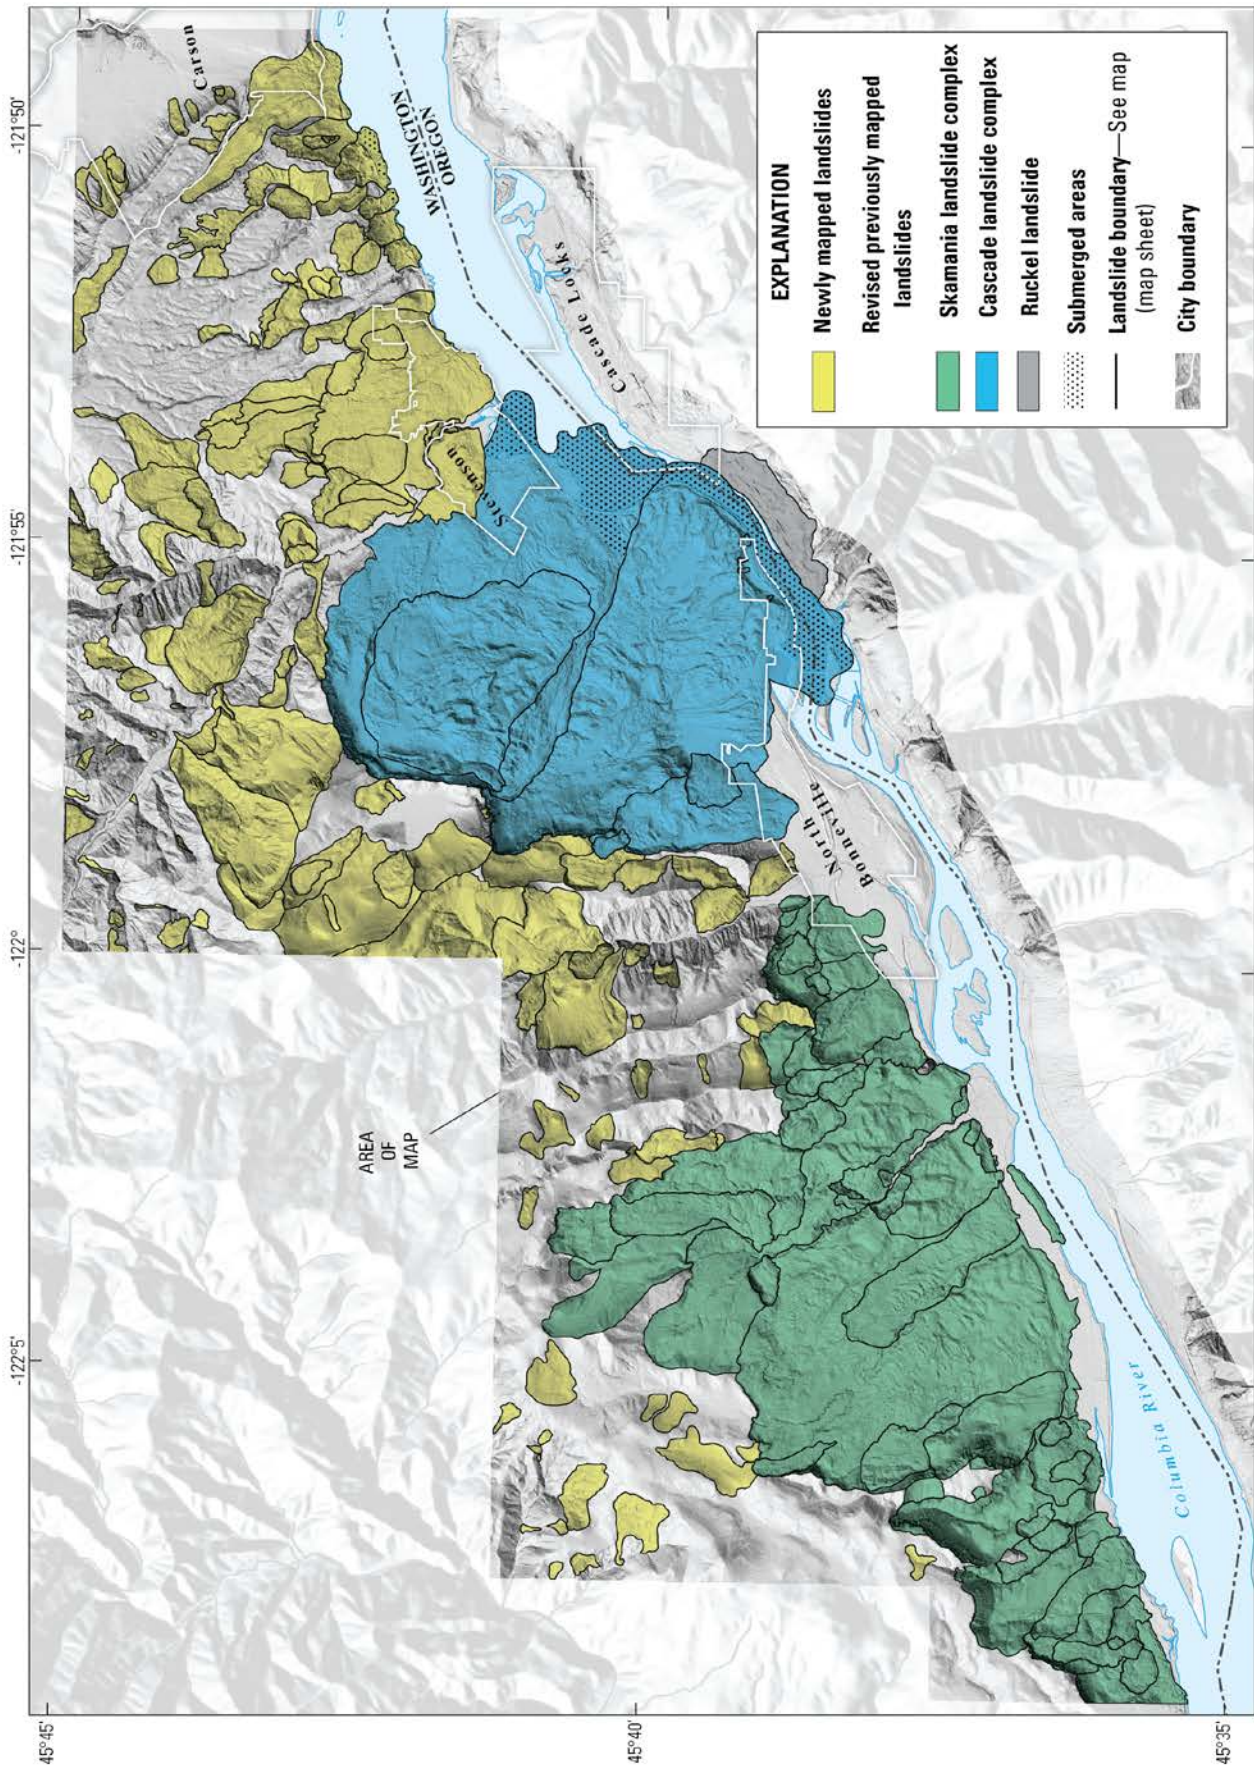 -121°50'
-121°55'
-122°
-122°5'
45°45'
45°40'
45°35'
Carson
WASHINGTON
OREGON
Stevenson
Cascade Locks
North
Bonneville
AREA
OF
MAP
Columbia River
EXPLANATION
Newly mapped landslides
Revised previously mapped
landslides
Skamania landslide complex
Cascade landslide complex
Ruckel landslide
Submerged areas
Landslide boundary—See map
(map sheet)
City boundary